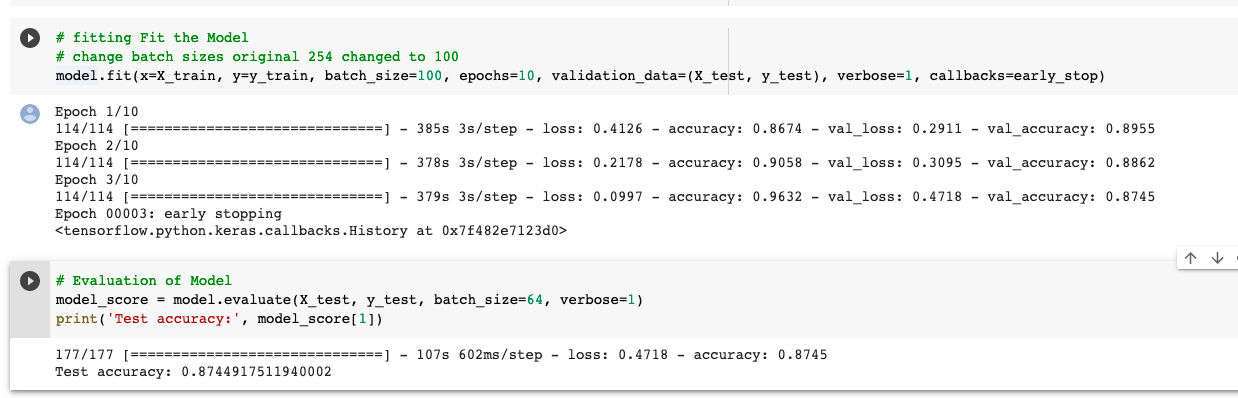 # fitting Fit the Model
# change batch sizes original 254 changed to 100
model.fit(x=X_train, y=y_train, batch_size=100, epochs=10, validation_data=(X_test, y_test), verbose=1, callbacks=early_stop)
Epoch 1/10
114/114 [==============================] - 385s 3s/step - loss: 0.4126 - accuracy: 0.8674 - val_loss: 0.2911 - val_accuracy: 0.8955
Epoch 2/10
114/114 [==============================] - 378s 3s/step - loss: 0.2178 - accuracy: 0.9058 - val_loss: 0.3095 - val_accuracy: 0.8862
Epoch 3/10
114/114 [==============================] - 379s 3s/step - loss: 0.0997 - accuracy: 0.9632 - val_loss: 0.4718 - val_accuracy: 0.8745
Epoch 00003: early stopping
<tensorflow.python.keras.callbacks.History at 0x7f482e7123d0>
# Evaluation of Model
model_score = model.evaluate(X_test, y_test, batch_size=64, verbose=1)
print('Test accuracy:', model_score[1])
177/177 [==============================] - 107s 602ms/step - loss: 0.4718 - accuracy: 0.8745
Test accuracy: 0.8744917511940002